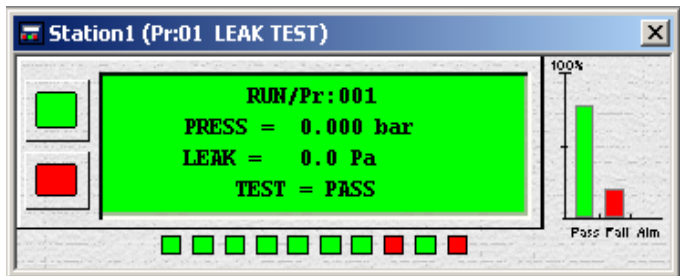 Station1 (Pr:01 LEAK TEST)
RUN/Pr:001
PRESS = 0.000 bar
LEAK = 0.0 Pa
TEST = PASS
100%
Pass Fail Alm